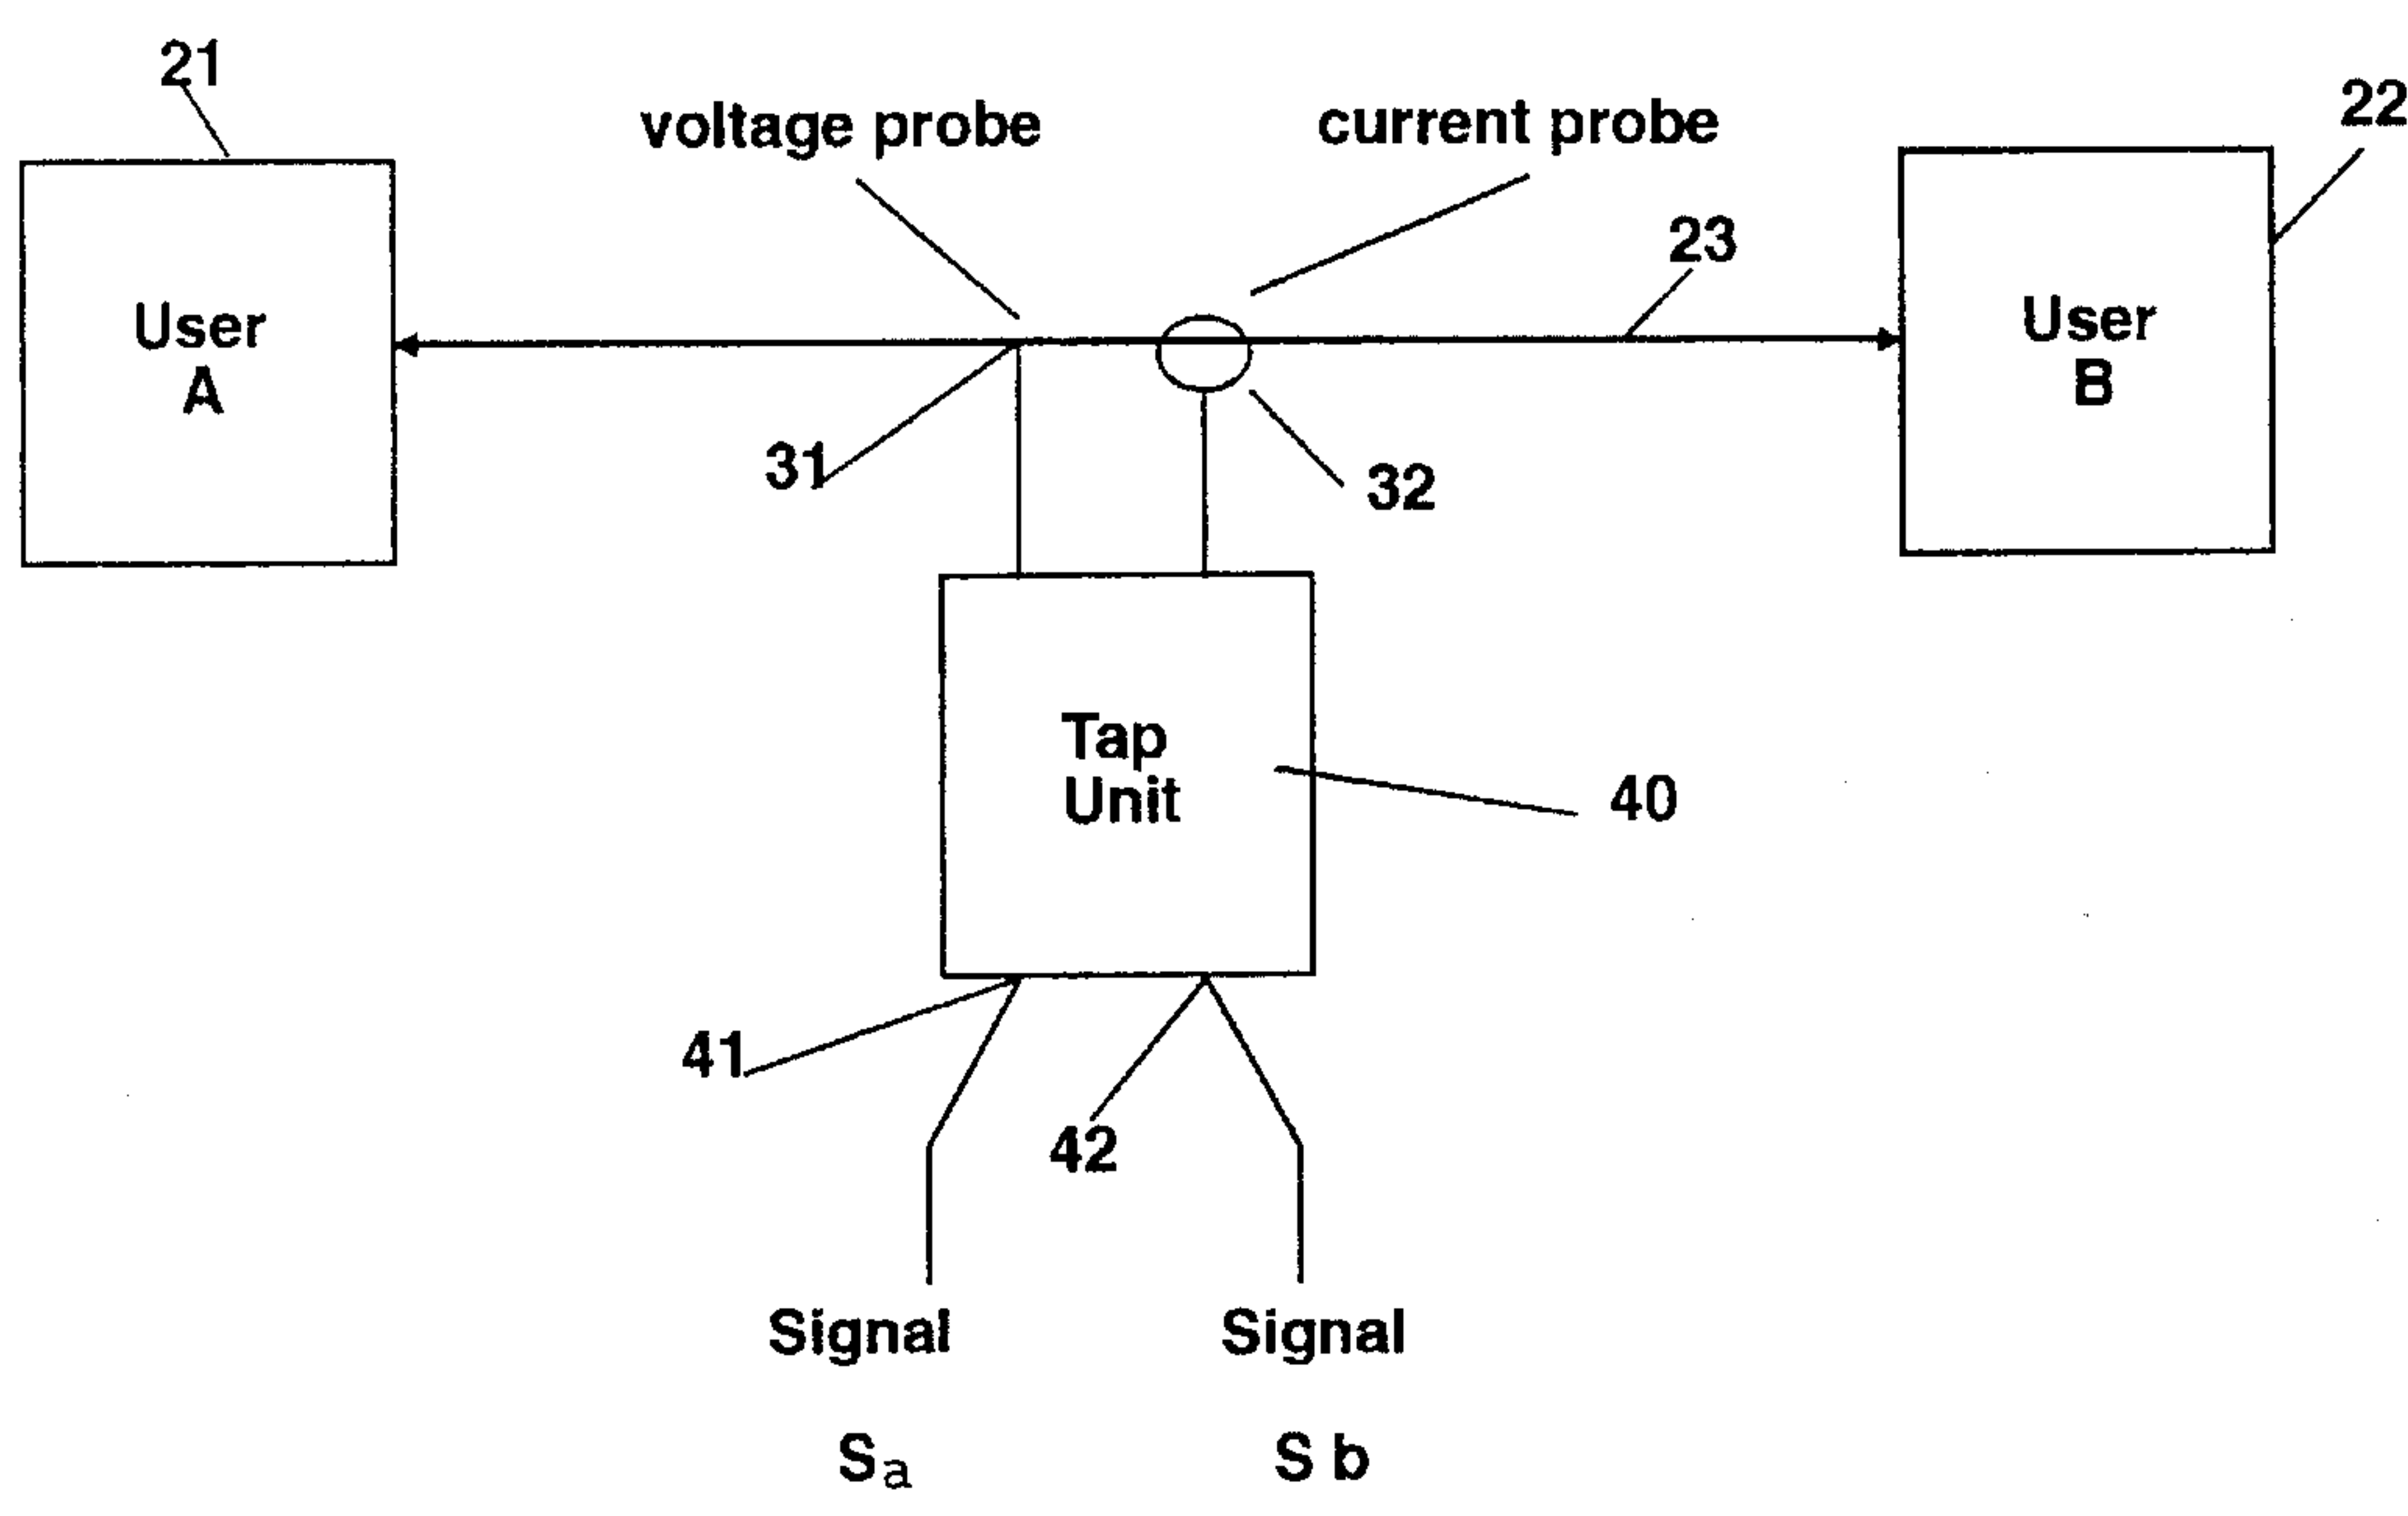 21
voltage probe
current probe
22
23
User
A
User
B
31
32
Tap
Unit
40
41
42
Signal
Signal
Sa
S b